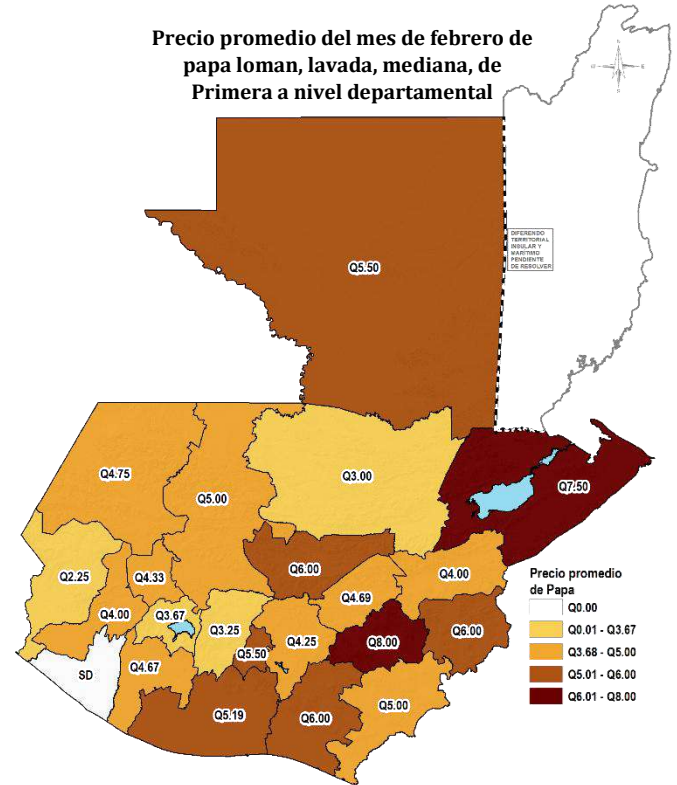 Precio promedio del mes de febrero de
papa loman, lavada, mediana, de
Primera a nivel departamental
N
E
S
DIFERENDO
TERRITORIAL
INSULAR Y
MARÍTIMO
PENDIENTE
DE RESOLVER
Q5.50
Q4.75
Q5.00
Q3.00
Q7.50
Q2.25
Q4.33
Q6.00
Q4.69
Q4.00
Q4.00
Q3.67
Q3.25
Q5.50
Q4.25
Q8.00
Q6.00
SD
Q4.67
Q5.19
Q6.00
Q5.00
Precio promedio
de Papa
Q0.00
Q0.01 - Q3.67
Q3.68 - Q5.00
Q5.01 - Q6.00
Q6.01 - Q8.00